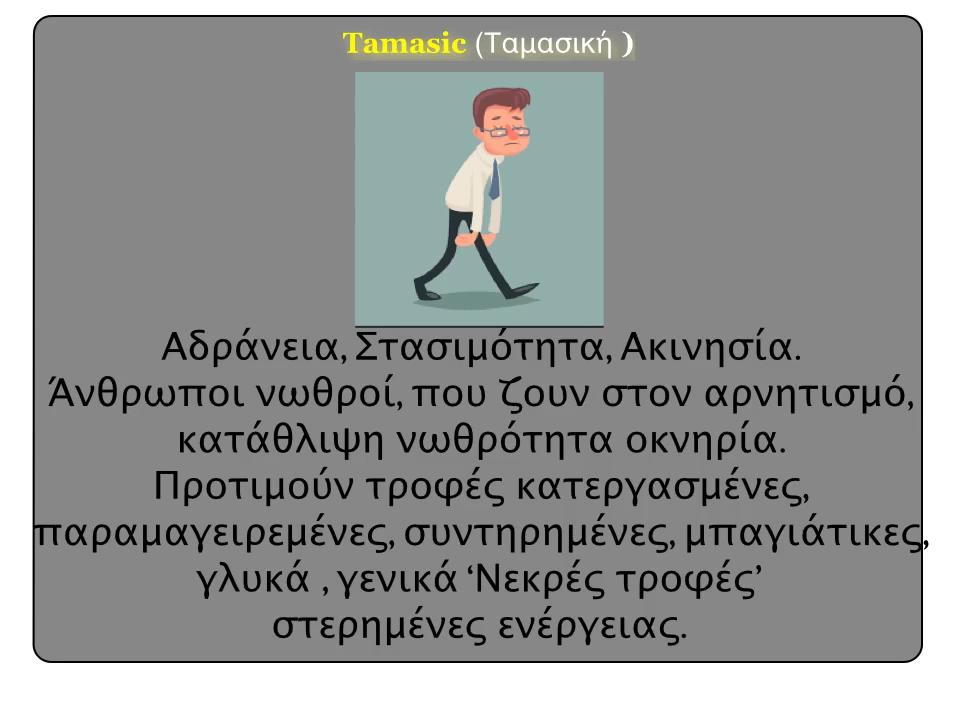 Tamasic (Ταμασική )
Αδράνεια, Στασιμότητα, Ακινησία.
Άνθρωποι νωθροί, που ζουν στον αρνητισμό,
κατάθλιψη νωθρότητα οκνηρία.
Προτιμούν τροφές κατεργασμένες,
παραμαγειρεμένες, συντηρημένες, μπαγιάτικες,
γλυκά , γενικά ‘Νεκρές τροφές’
στερημένες ενέργειας.